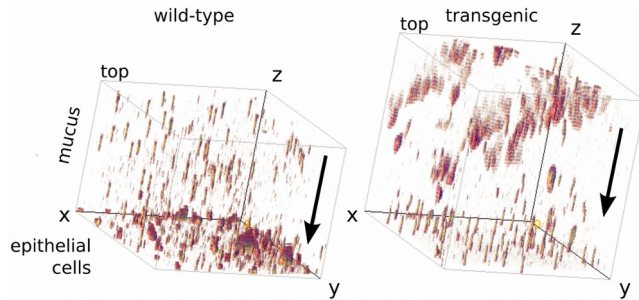 wild-type
transgenic
top
z
mucus
x
epithelial
cells
y
top
z
x
y